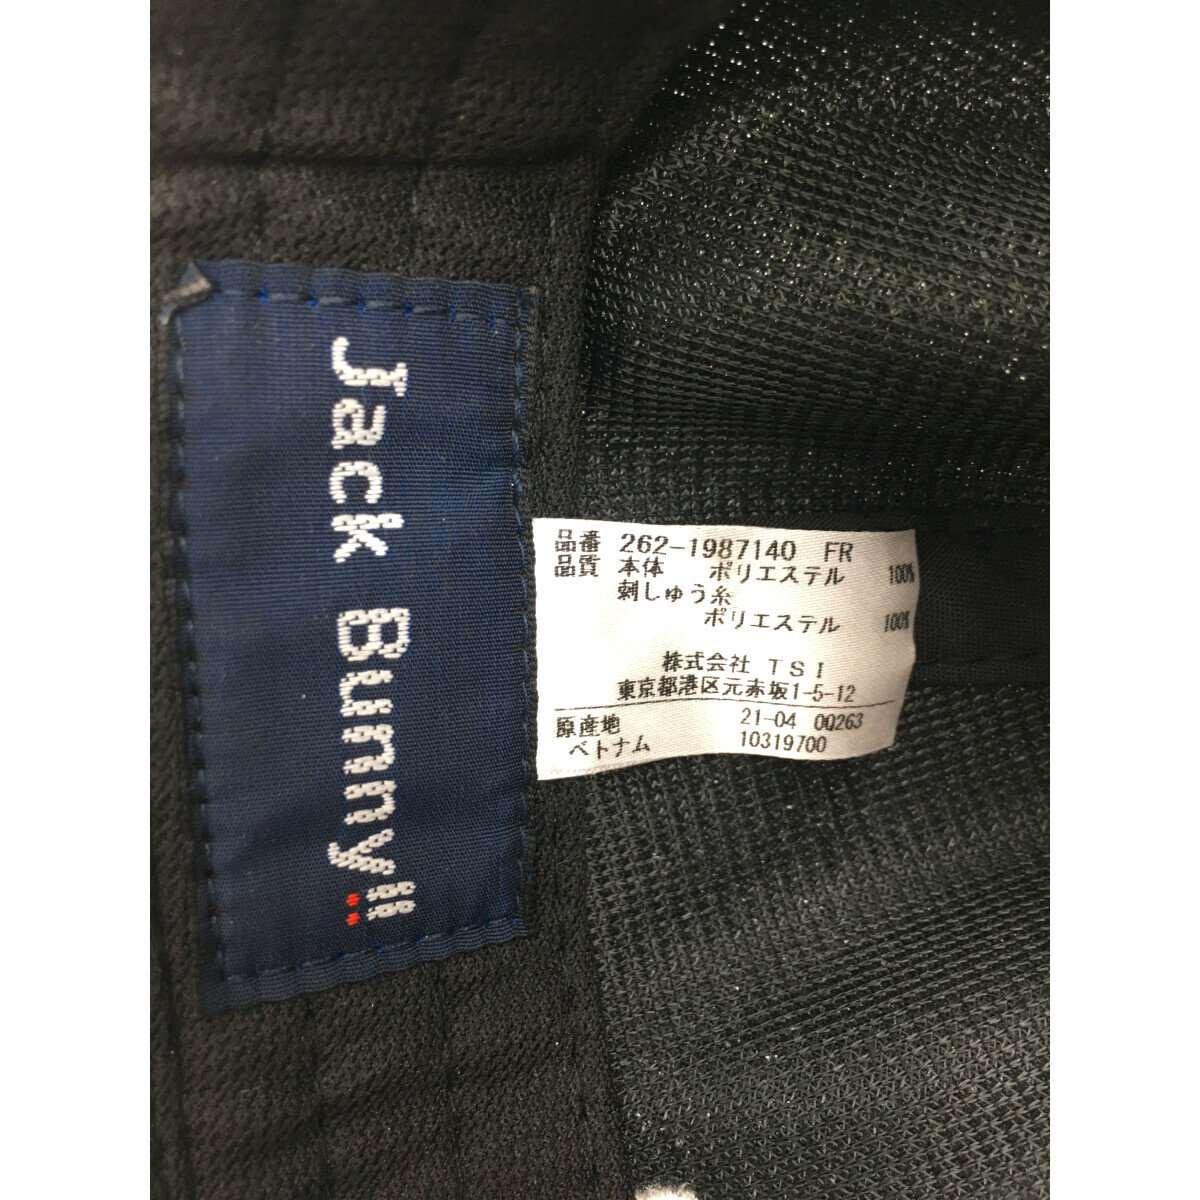 Jack Bunny!!
品番 262-1987140 FR
品質 本体 ポリエステル 100%
刺しゅう糸
ポリエステル 100%
株式会社 TSI
東京都港区元赤坂1-5-12
原産地 21-04 0Q263
ベトナム 10319700